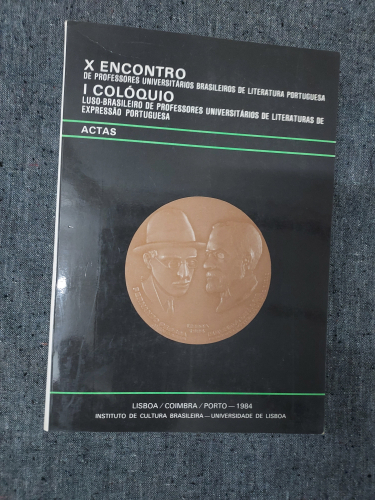 X ENCONTRO
DE PROFESSORES UNIVERSITÁRIOS BRASILEIROS DE LITERATURA PORTUGUESA
I COLÓQUIO
LUSO-BRASILEIRO DE PROFESSORES UNIVERSITÁRIOS DE LITERATURAS DE
EXPRESSÃO PORTUGUESA
ACTAS
LISBOA / COIMBRA / PORTO — 1984
INSTITUTO DE CULTURA BRASILEIRA — UNIVERSIDADE DE LISBOA